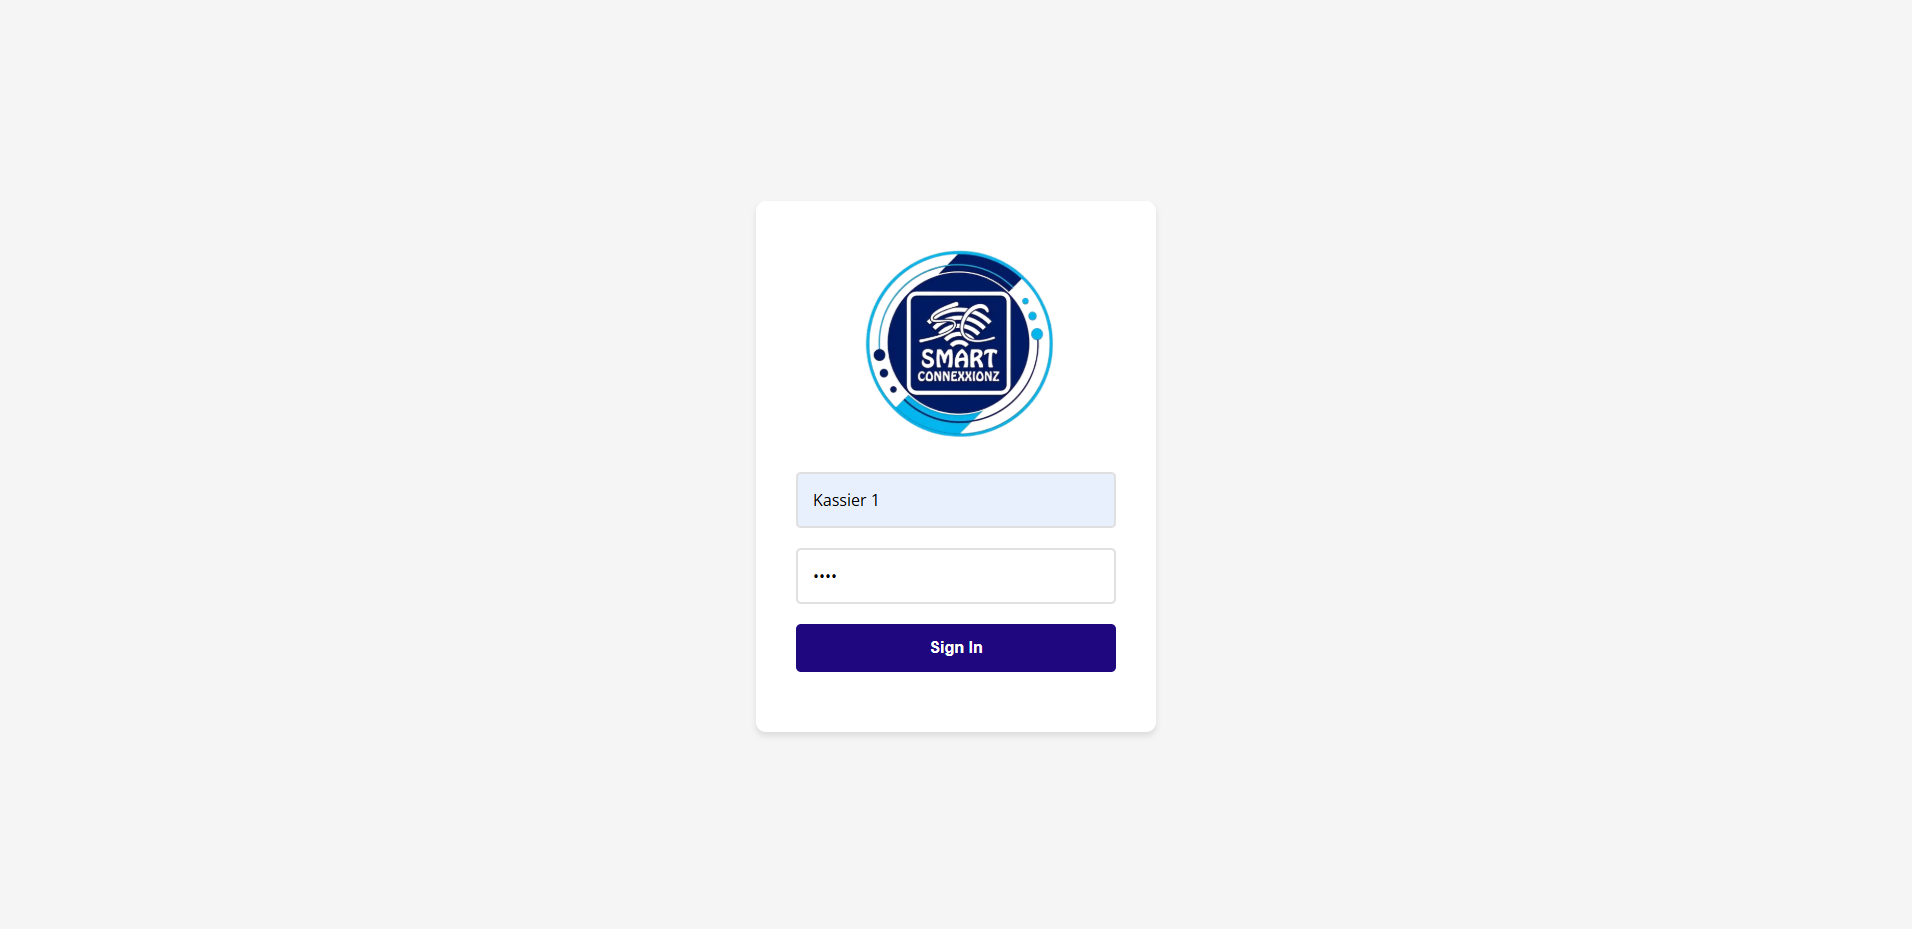 SMART
CONNEXXIONZ
Kassier 1
••••
Sign In